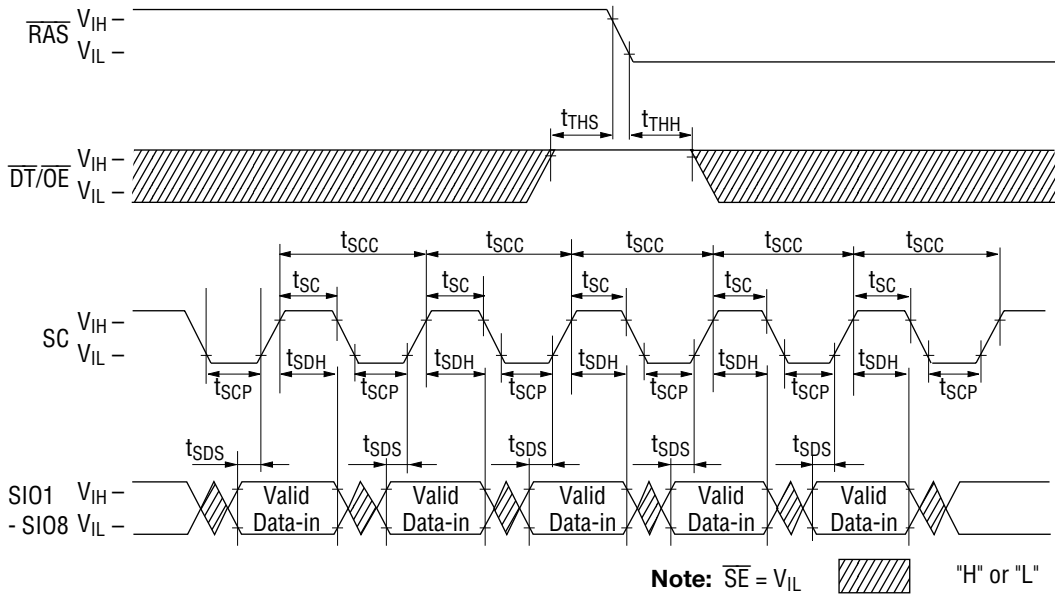 RAS VIH –
VIL –
tTHS tTHH
DT/OE VIH –
VIL –
tSCC tSCC tSCC tSCC tSCC
tSC tSC tSC tSC tSC
SC VIH –
VIL –
tSDH tSDH tSDH tSDH tSDH
tSCP tSCP tSCP tSCP tSCP tSCP
tSDS tSDS tSDS tSDS tSDS
SIO1 VIH –
- SIO8 VIL –
Valid Valid Valid Valid Valid
Data-in Data-in Data-in Data-in Data-in
Note: SE = VIL "H" or "L"